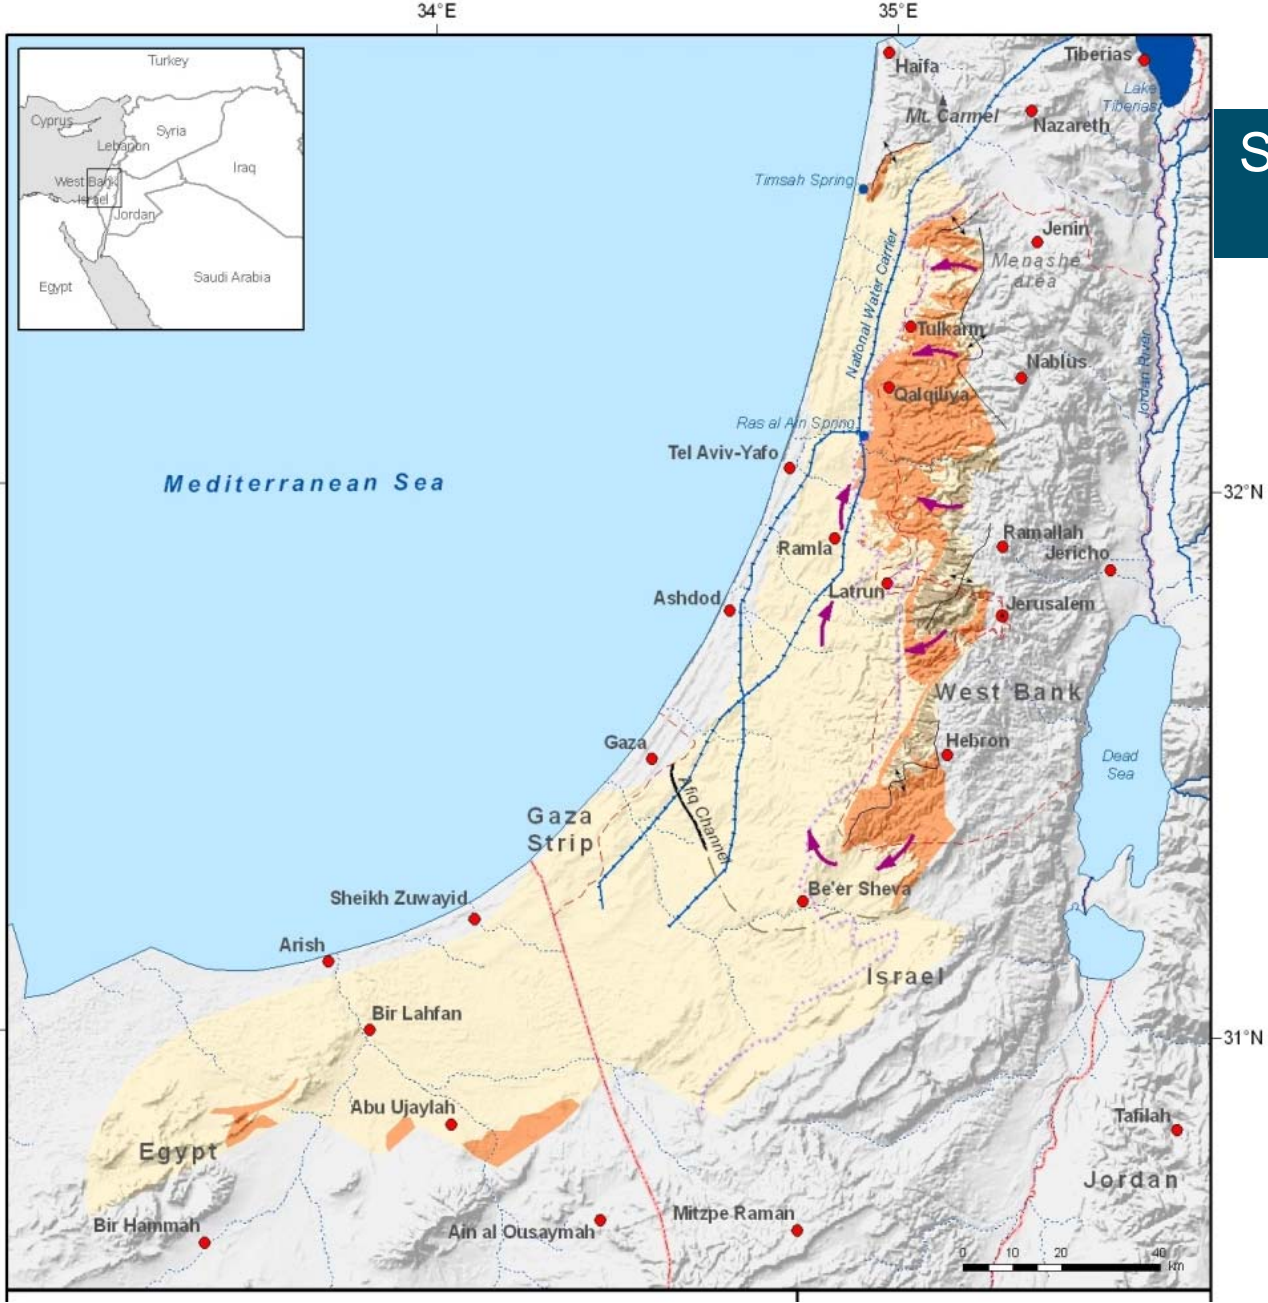 34°E
35°E
Turkey
Cyprus
Syria
Lebanon
Iraq
West Bank
Israel
Jordan
Egypt
Saudi Arabia
Haifa
Tiberias
Lake
Tiberias
Mt. Carmel
Nazareth
S
Timsah Spring
Jenin
Menashe
area
National Water Carrier
Tulkarm
Nablus
Jordan River
Qalqiliya
Ras al Ain Spring
Tel Aviv-Yafo
Mediterranean Sea
32°N
Ramla
Ramallah
Jericho
Latrun
Ashdod
Jerusalem
West Bank
Gaza
Hebron
Dead
Sea
Afiq Channel
Gaza
Strip
Be'er Sheva
Sheikh Zuwayid
Arish
Israel
Bir Lahfan
31°N
Abu Ujaylah
Tafilah
Egypt
Jordan
Bir Hammah
Ain al Ousaymah
Mitzpe Raman
0 10 20 40
km